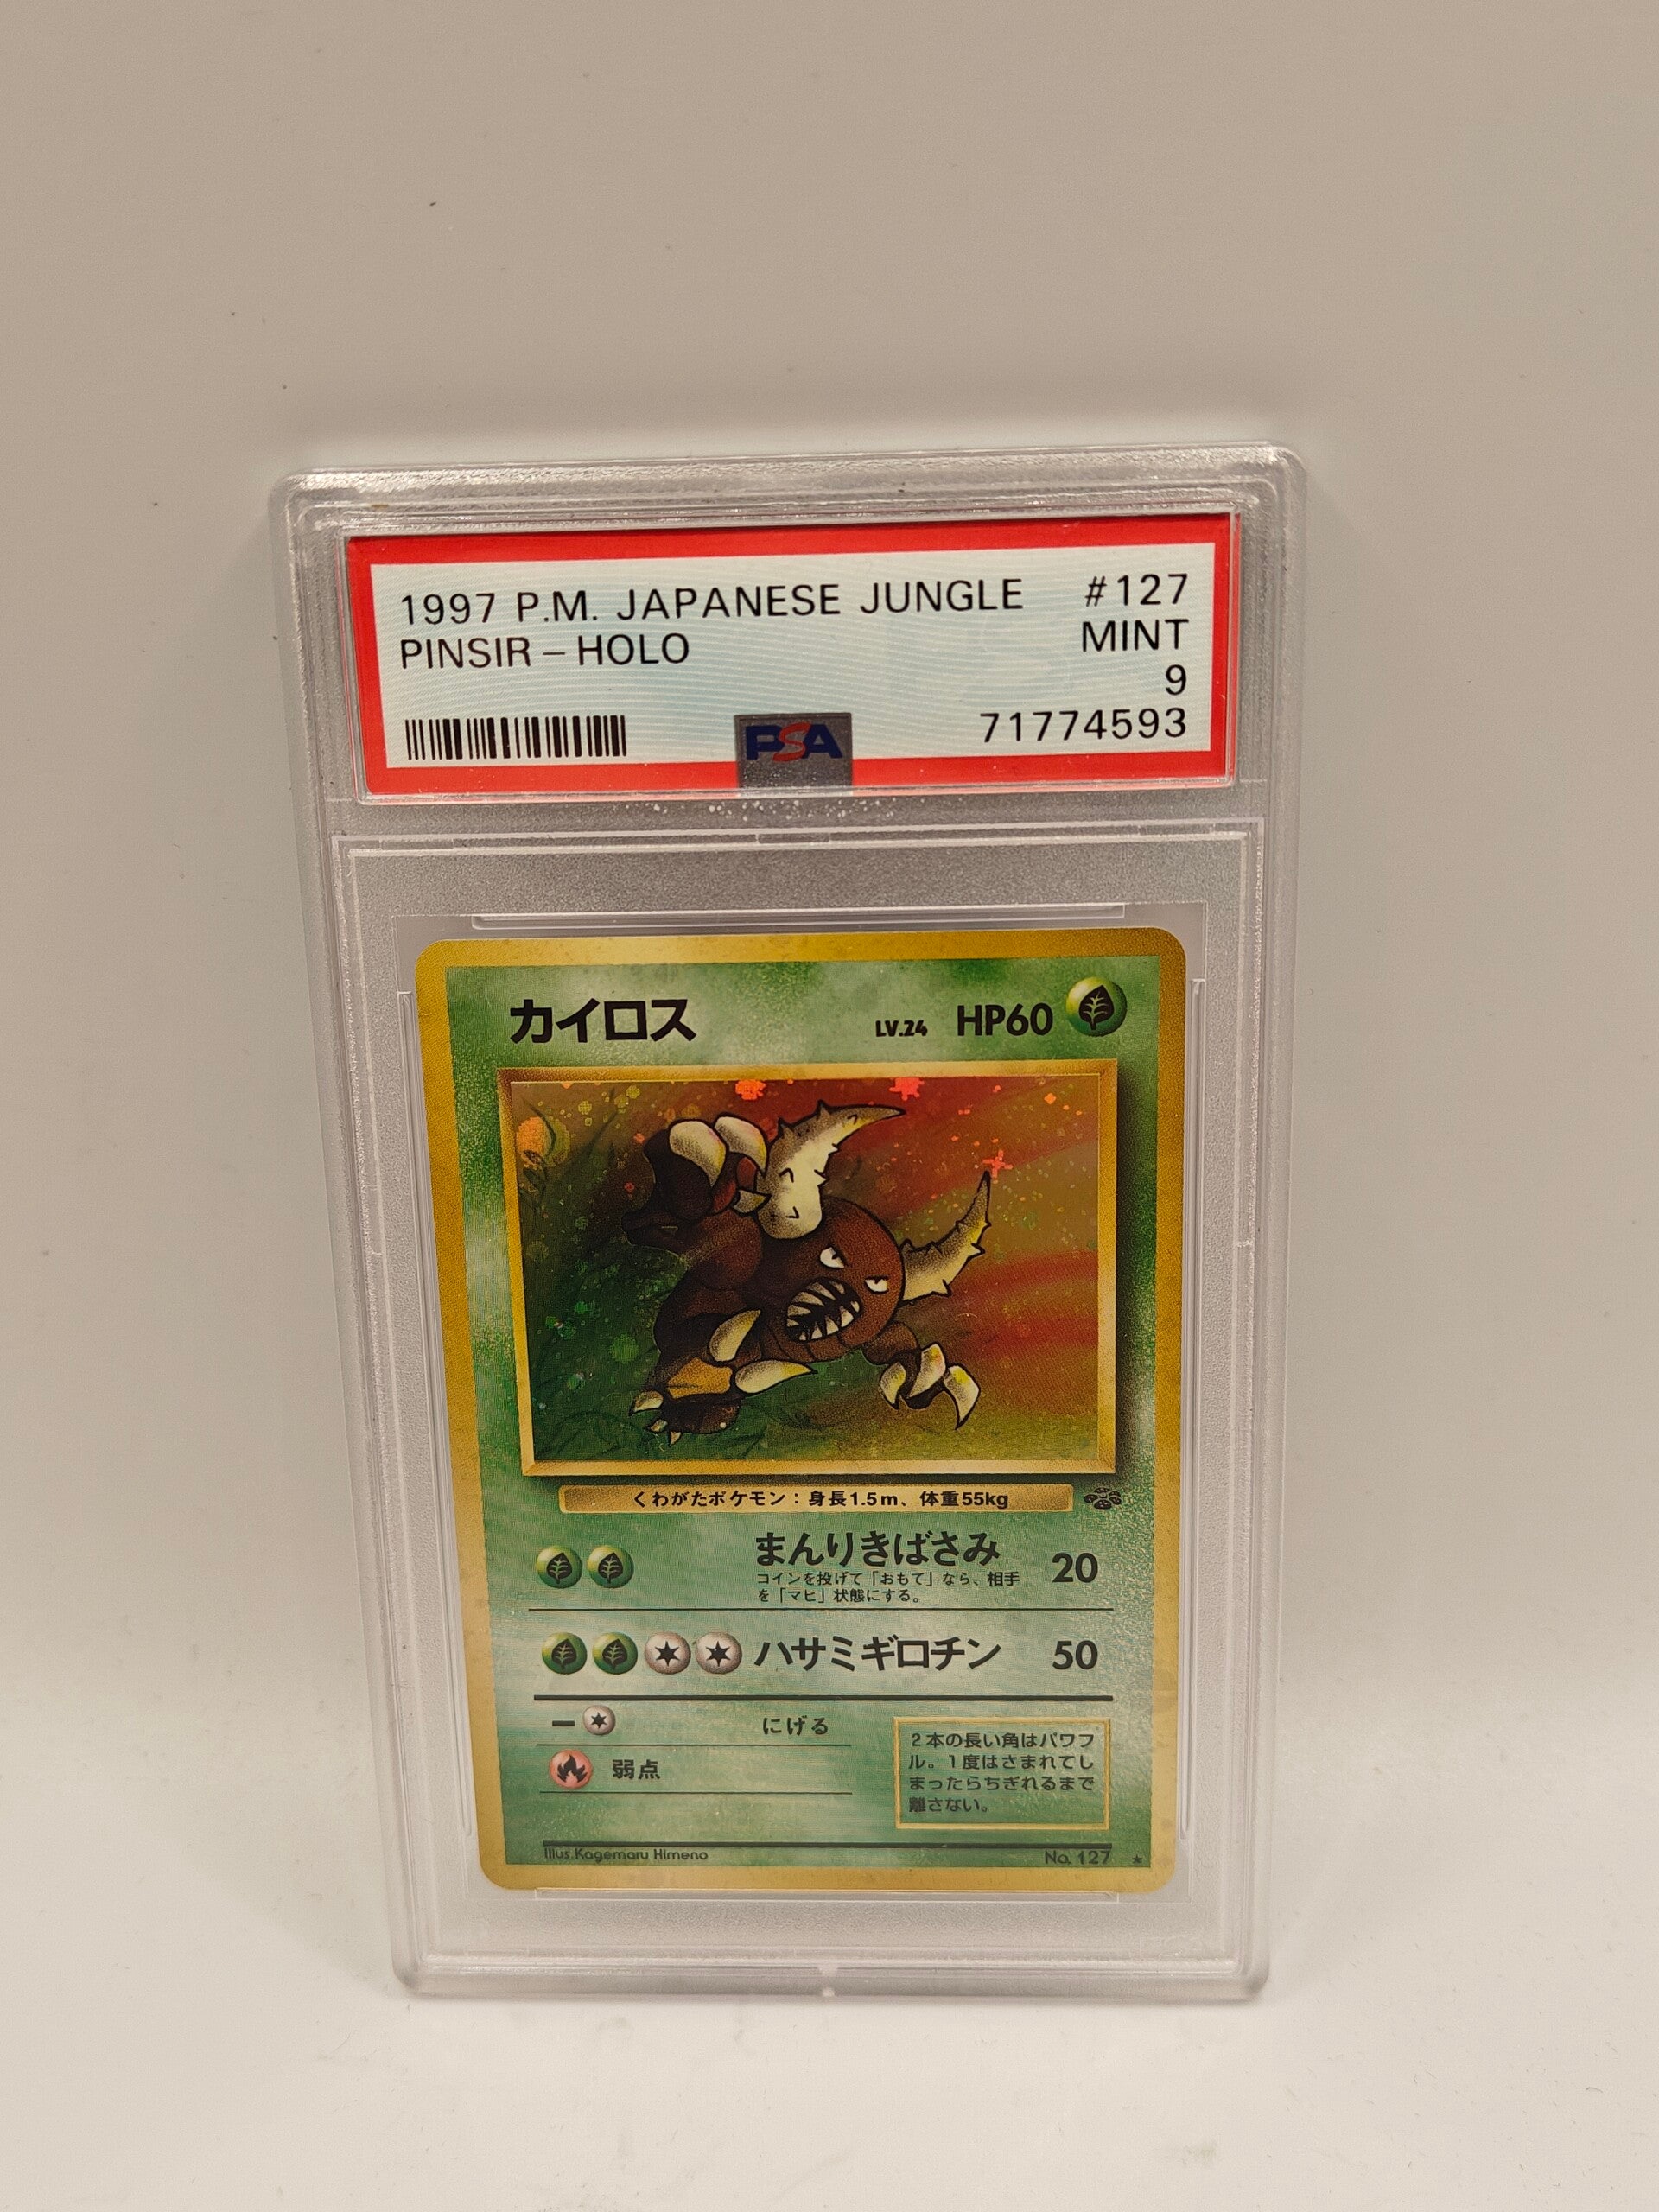 1997 P.M. JAPANESE JUNGLE #127
PINSIR - HOLO MINT
9
PSA 71774593
カイロス LV.24 HP60
くわがたポケモン：身長1.5m、体重55kg
まんりきばさみ 20
コインを投げて「おもて」なら、相手
を「マヒ」状態にする。
ハサミギロチン 50
にげる
弱点
2本の長い角はパワフ
ル。1度はさまれてし
まったらちぎれるまで
離さない。
Illus.Kagemaru Himeno No.127 ★